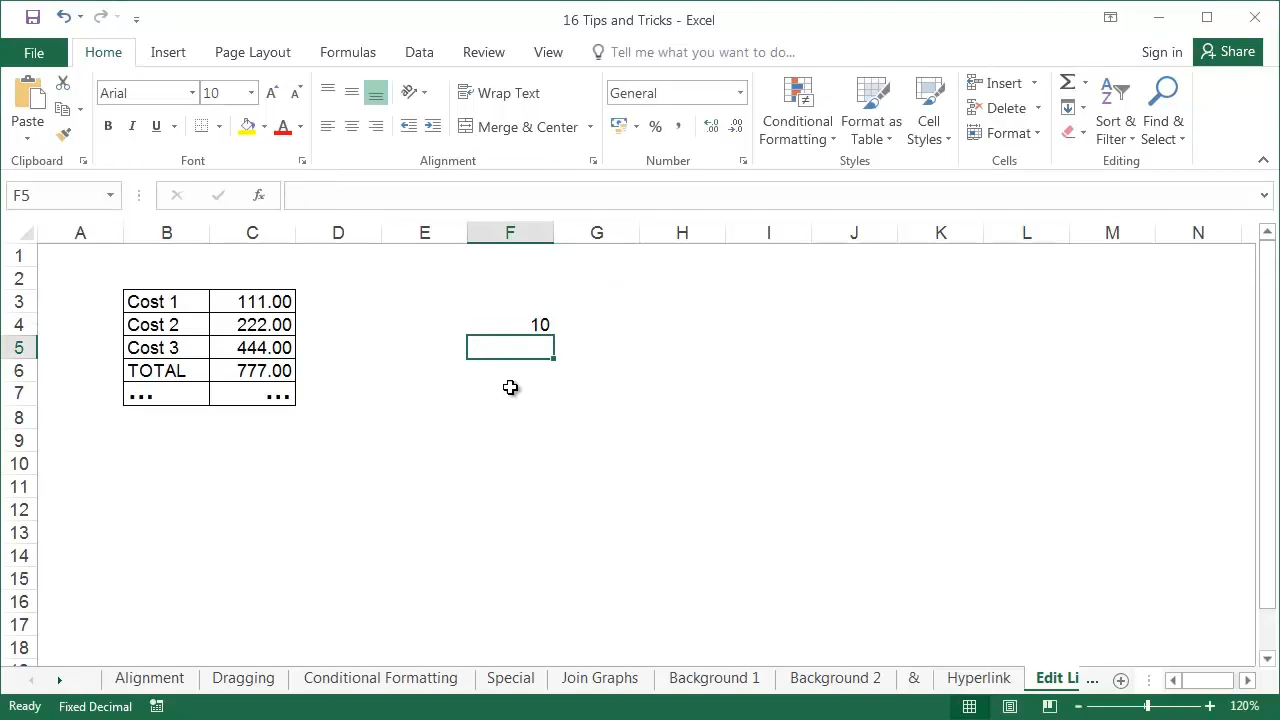 16 Tips and Tricks - Excel
File Home Insert Page Layout Formulas Data Review View Tell me what you want to do... Sign in Share
Paste
Arial 10
B I U A
Wrap Text
Merge & Center
General
%
Conditional Formatting
Format as Table
Cell Styles
Insert
Delete
Format
Sort & Filter
Find & Select
Clipboard Font Alignment Number Styles Cells Editing
F5 fx
A B C D E F G H I J K L M N
1
2
3 Cost 1 111.00
4 Cost 2 222.00 10
5 Cost 3 444.00
6 TOTAL 777.00
7 ... ...
8
9
10
11
12
13
14
15
16
17
18
Alignment Dragging Conditional Formatting Special Join Graphs Background 1 Background 2 & Hyperlink Edit Li ...
Ready Fixed Decimal 120%